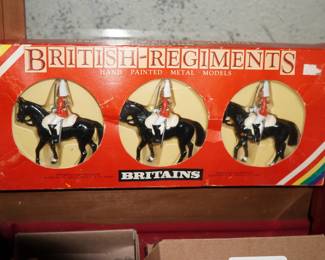 BRITISH-REGIMENTS
HAND PAINTED METAL MODELS
BRITAINS